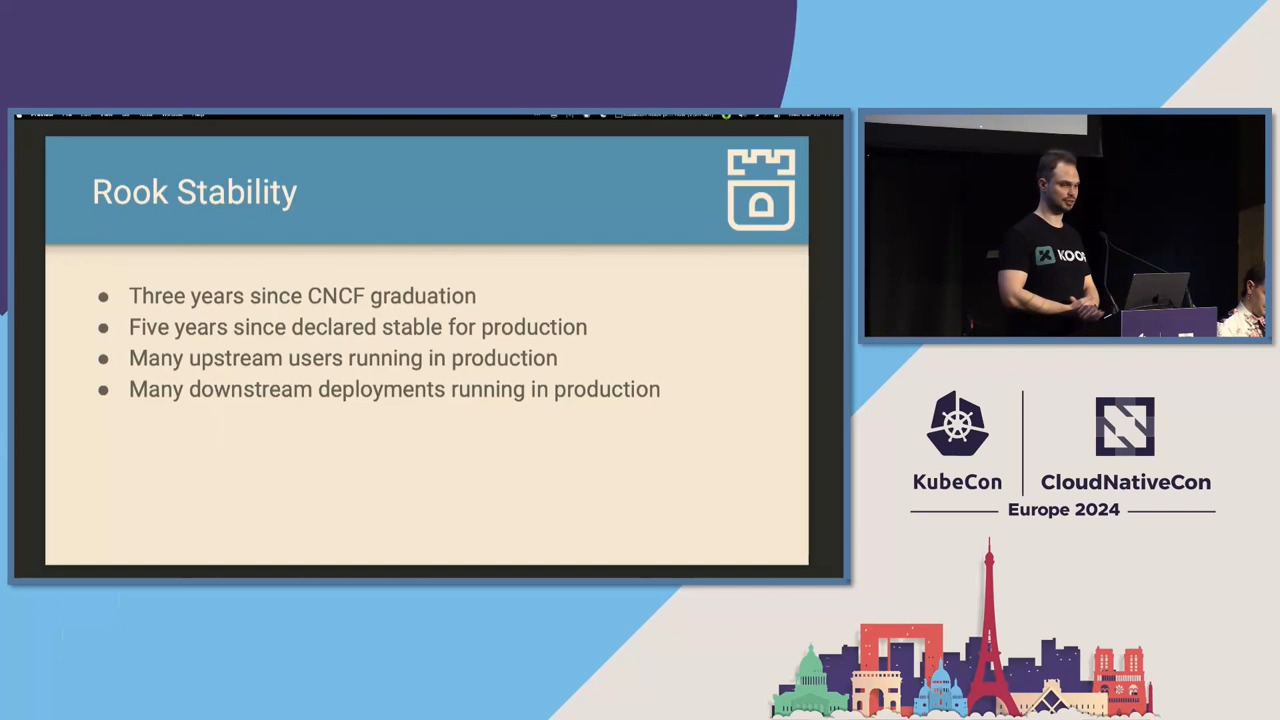 Rook Stability
● Three years since CNCF graduation
● Five years since declared stable for production
● Many upstream users running in production
● Many downstream deployments running in production
KOOR
KubeCon
CloudNativeCon
Europe 2024